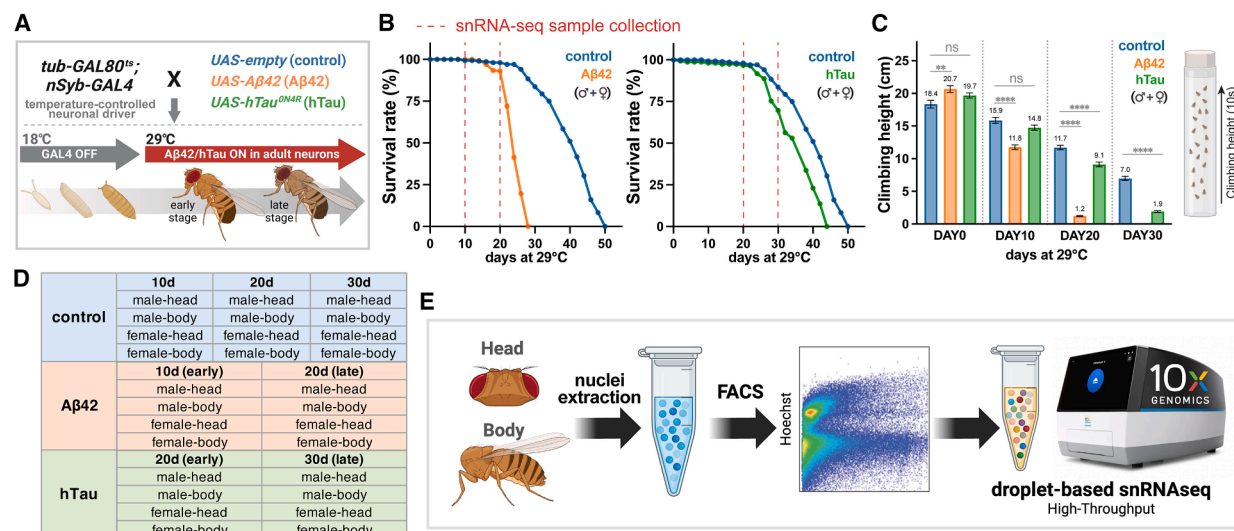 A
tub-GAL80ts;
nSyb-GAL4
temperature-controlled
neuronal driver
X
UAS-empty (control)
UAS-Aβ42 (Aβ42)
UAS-hTau0N4R (hTau)
18℃
GAL4 OFF
29℃
Aβ42/hTau ON in adult neurons
early
stage
late
stage
B
snRNA-seq sample collection
Survival rate (%)
100
75
50
25
0
0 10 20 30 40 50
days at 29°C
control
Aβ42
(♂+♀)
Survival rate (%)
100
75
50
25
0
0 10 20 30 40 50
days at 29°C
control
hTau
(♂+♀)
C
Climbing height (cm)
25
20
15
10
5
0
ns
**
18.4 20.7 19.7
ns
****
15.9 11.8 14.8
****
****
11.7 1.2 9.1
****
7.0 1.9
DAY0 DAY10 DAY20 DAY30
days at 29°C
control
Aβ42
hTau
(♂+♀)
Climbing height (10s)
D
control
10d 20d 30d
male-head male-head male-head
male-body male-body male-body
female-head female-head female-head
female-body female-body female-body
Aβ42
10d (early) 20d (late)
male-head male-head
male-body male-body
female-head female-head
female-body female-body
hTau
20d (early) 30d (late)
male-head male-head
male-body male-body
female-head female-head
female-body female-body
E
Head
Body
nuclei
extraction
FACS
Hoechst
10X
GENOMICS
droplet-based snRNAseq
High-Throughput